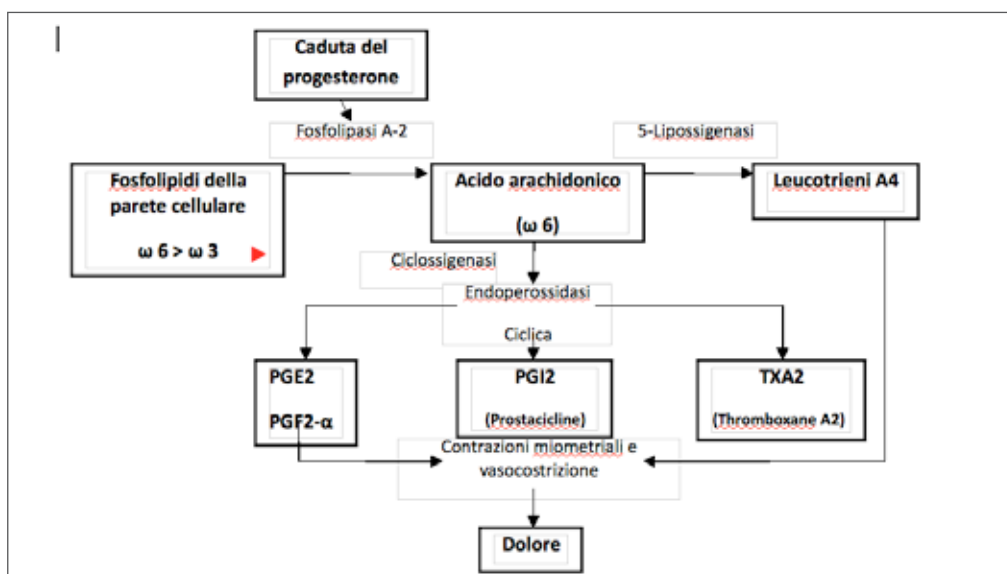 Caduta del
progesterone
Fosfolipasi A-2
5-Lipossigenasi
Fosfolipidi della
parete cellulare
ω 6 > ω 3
Acido arachidonico
(ω 6)
Leucotrieni A4
Ciclossigenasi
Endoperossidasi
Ciclica
PGE2
PGF2-α
PGI2
(Prostacicline)
TXA2
(Thromboxane A2)
Contrazioni miometriali e
vasocostrizione
Dolore